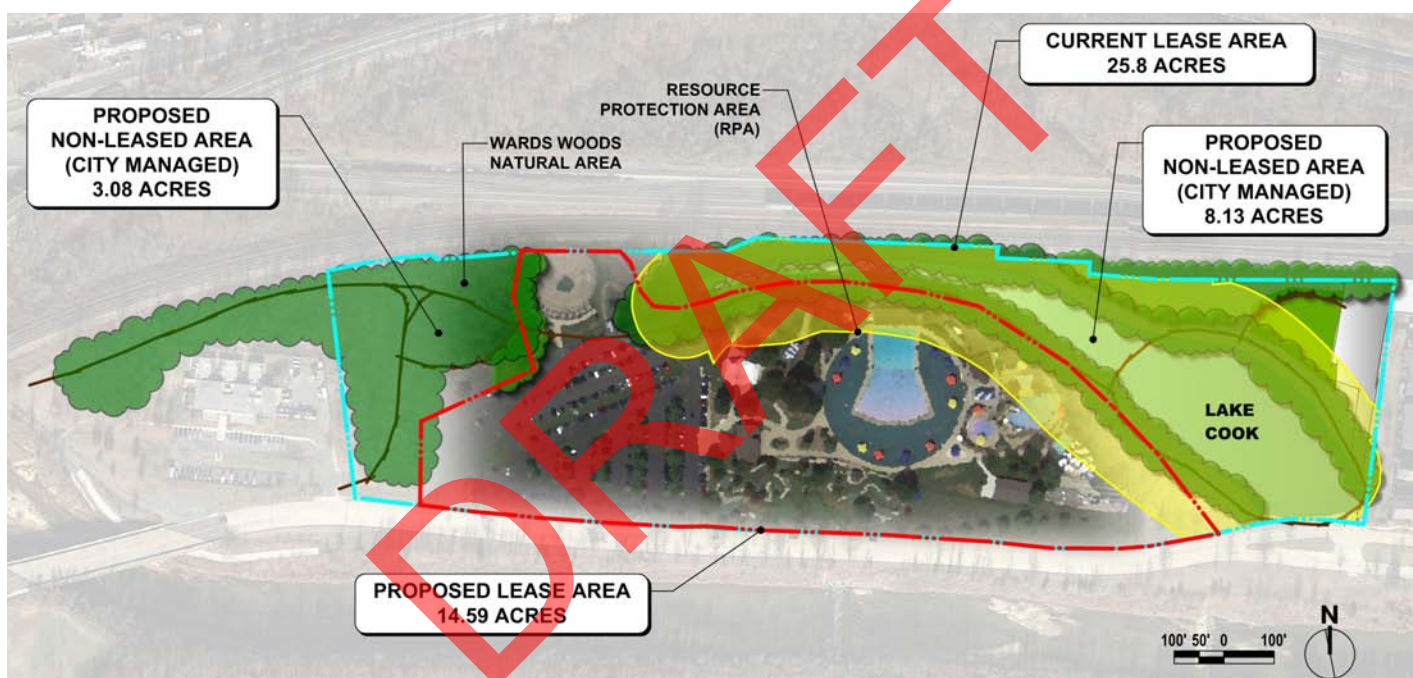 CURRENT LEASE AREA
25.8 ACRES
RESOURCE
PROTECTION AREA
(RPA)
PROPOSED
NON-LEASED AREA
(CITY MANAGED)
3.08 ACRES
WARDS WOODS
NATURAL AREA
PROPOSED
NON-LEASED AREA
(CITY MANAGED)
8.13 ACRES
LAKE
COOK
DRAFT
PROPOSED LEASE AREA
14.59 ACRES
N
100' 50' 0 100'